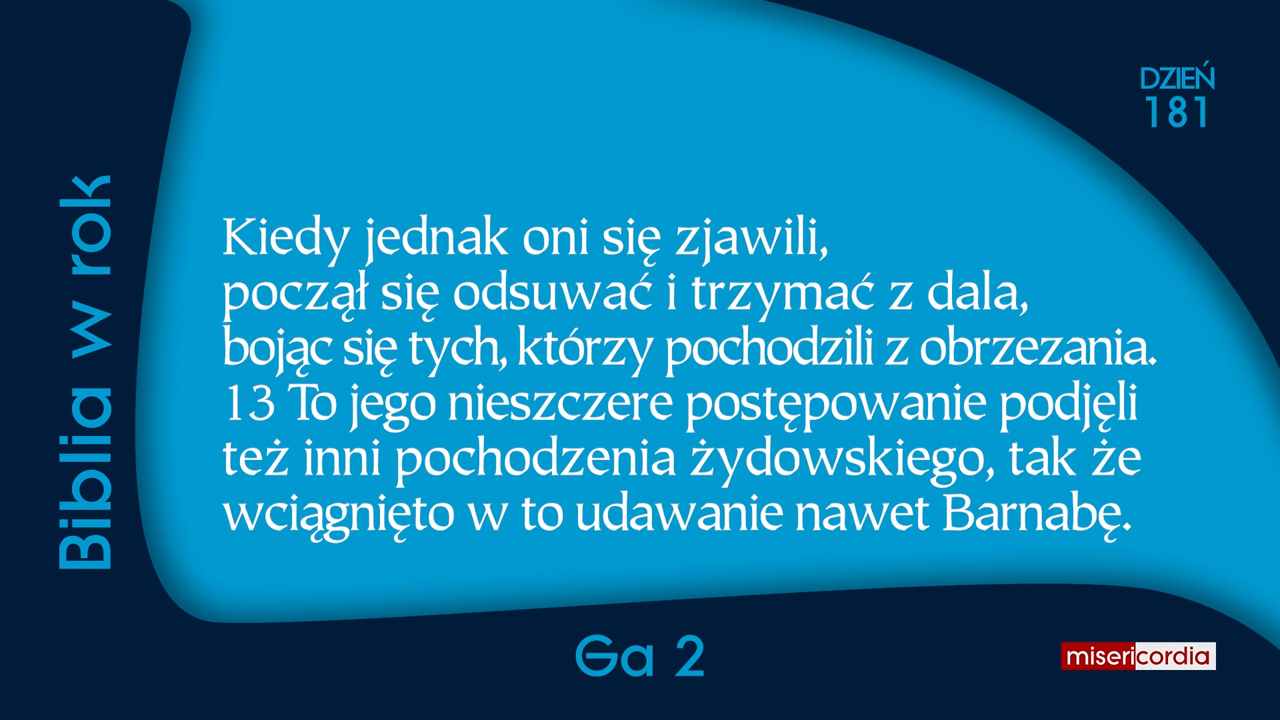 DZIEŃ
181
Biblia w rok
Kiedy jednak oni się zjawili,
począł się odsuwać i trzymać z dala,
bojąc się tych, którzy pochodzili z obrzezania.
13 To jego nieszczere postępowanie podjęli
też inni pochodzenia żydowskiego, tak że
wciągnięto w to udawanie nawet Barnabę.
Ga 2
misericordia